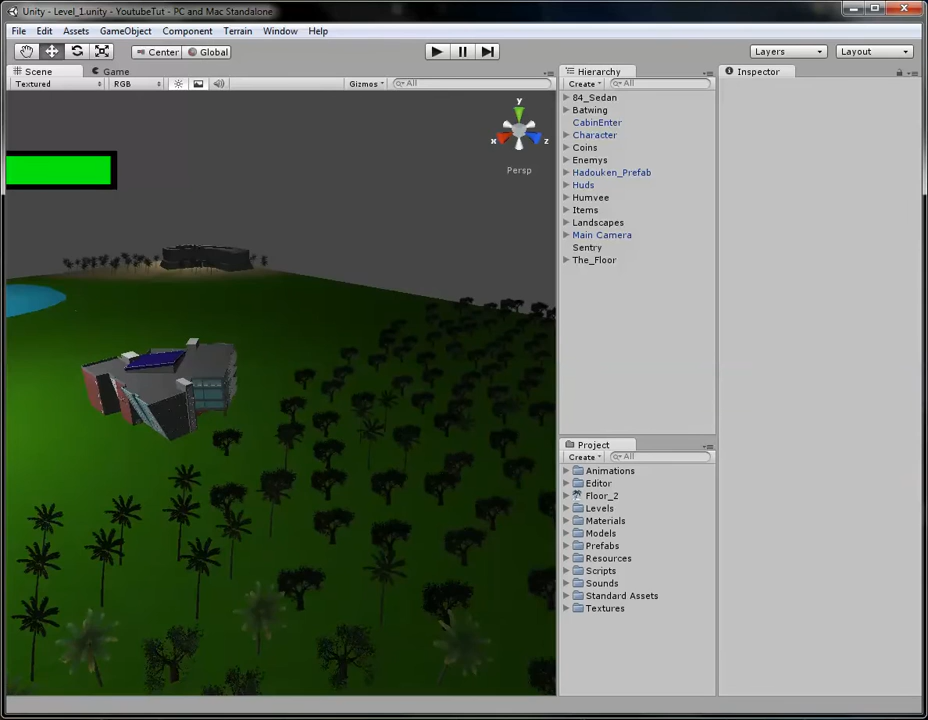 Unity - Level_1.unity - YoutubeTut - PC and Mac Standalone
File Edit Assets GameObject Component Terrain Window Help
Center Global Layers Layout
Scene Game
Textured RGB Gizmos All
y
x z
Persp
Hierarchy
Create All
84_Sedan
Batwing
CabinEnter
Character
Coins
Enemys
Hadouken_Prefab
Huds
Humvee
Items
Landscapes
Main Camera
Sentry
The_Floor
Project
Create All
Animations
Editor
Floor_2
Levels
Materials
Models
Prefabs
Resources
Scripts
Sounds
Standard Assets
Textures
Inspector